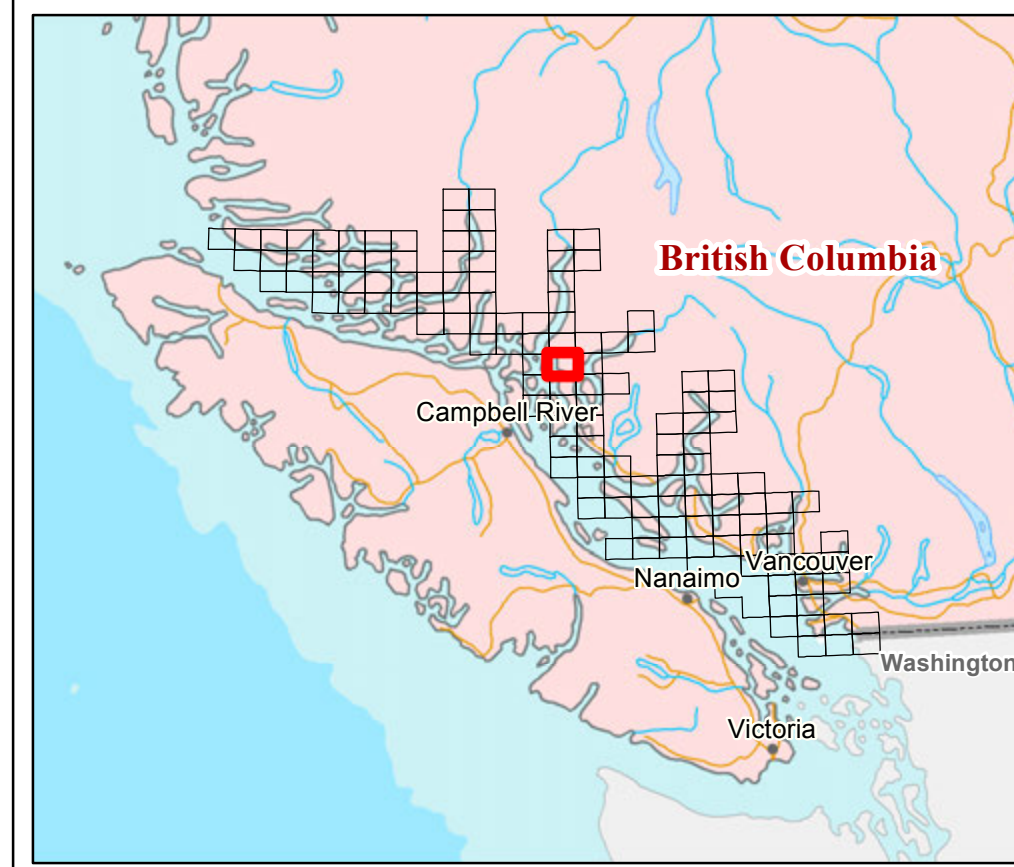 British Columbia
Campbell River
Vancouver
Nanaimo
Washington
Victoria